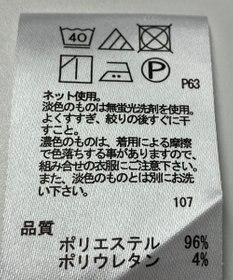 40
P
P63
ネット使用。
淡色のものは無蛍光洗剤を使用。
よくすすぎ、絞りの後すぐに干
すこと。
濃色のものは、着用による摩擦
で色落ちする事がありますので、
組み合せの衣服にご注意下さい。
また、淡色のものとは別にお洗
い下さい。
107
品質
ポリエステル 96%
ポリウレタン 4%